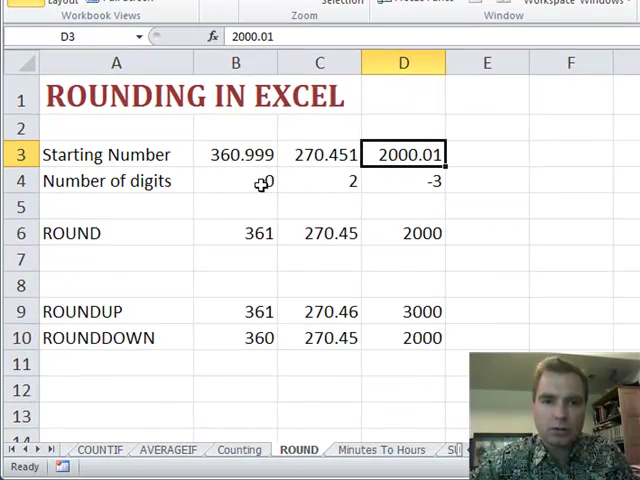 Layout
Workbook Views
Zoom
Selection
Window
Workspace Windows
D3
fx
2000.01
A B C D E F
1 ROUNDING IN EXCEL
2
3 Starting Number 360.999 270.451 2000.01
4 Number of digits 0 2 -3
5
6 ROUND 361 270.45 2000
7
8
9 ROUNDUP 361 270.46 3000
10 ROUNDDOWN 360 270.45 2000
11
12
13
14
COUNTIF AVERAGEIF Counting ROUND Minutes To Hours
Ready